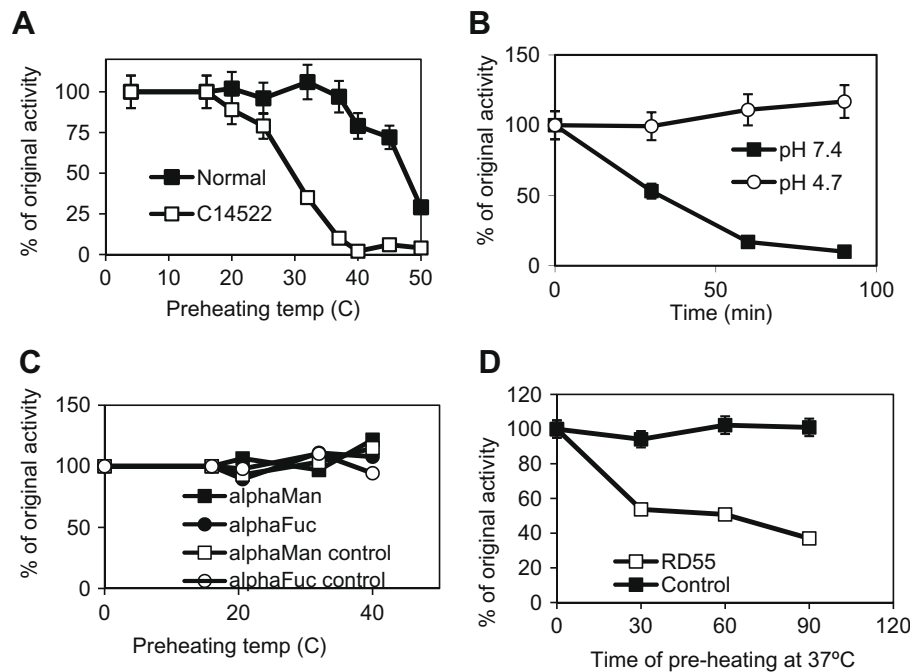 A
% of original activity
100
75
50
25
0
Normal
C14522
0 10 20 30 40 50
Preheating temp (C)
B
% of original activity
150
100
50
0
pH 7.4
pH 4.7
0 50 100
Time (min)
C
% of original activity
150
100
50
0
alphaMan
alphaFuc
alphaMan control
alphaFuc control
0 20 40
Preheating temp (C)
D
% of original activity
120
100
80
60
40
20
0
RD55
Control
0 30 60 90 120
Time of pre-heating at 37ºC